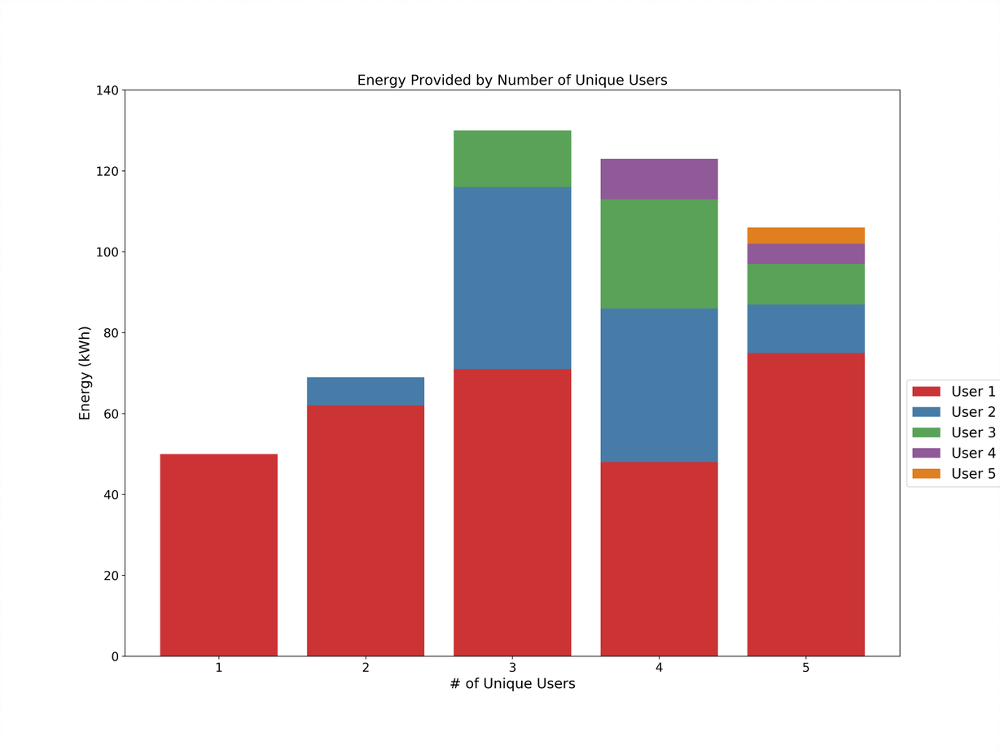 Energy Provided by Number of Unique Users
140
120
100
80
60
40
20
0
Energy (kWh)
1 2 3 4 5
# of Unique Users
User 1
User 2
User 3
User 4
User 5